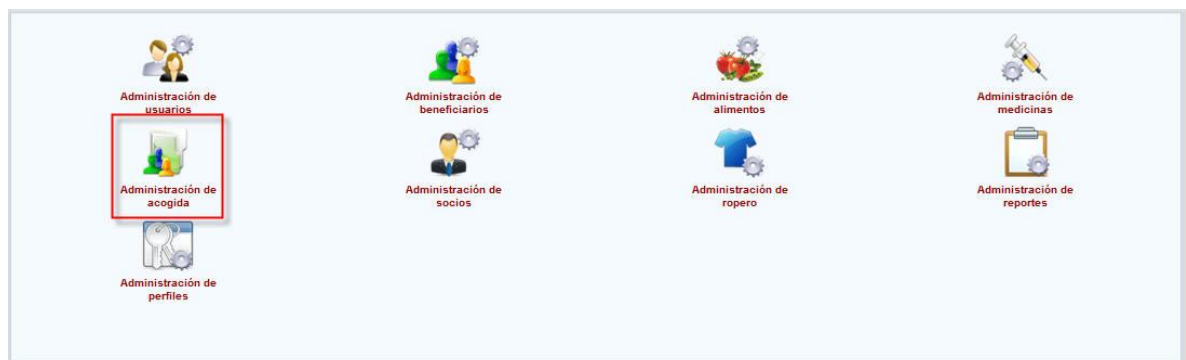 Administración de
usuarios
Administración de
beneficiarios
Administración de
alimentos
Administración de
medicinas
Administración de
acogida
Administración de
socios
Administración de
ropero
Administración de
reportes
Administración de
perfiles